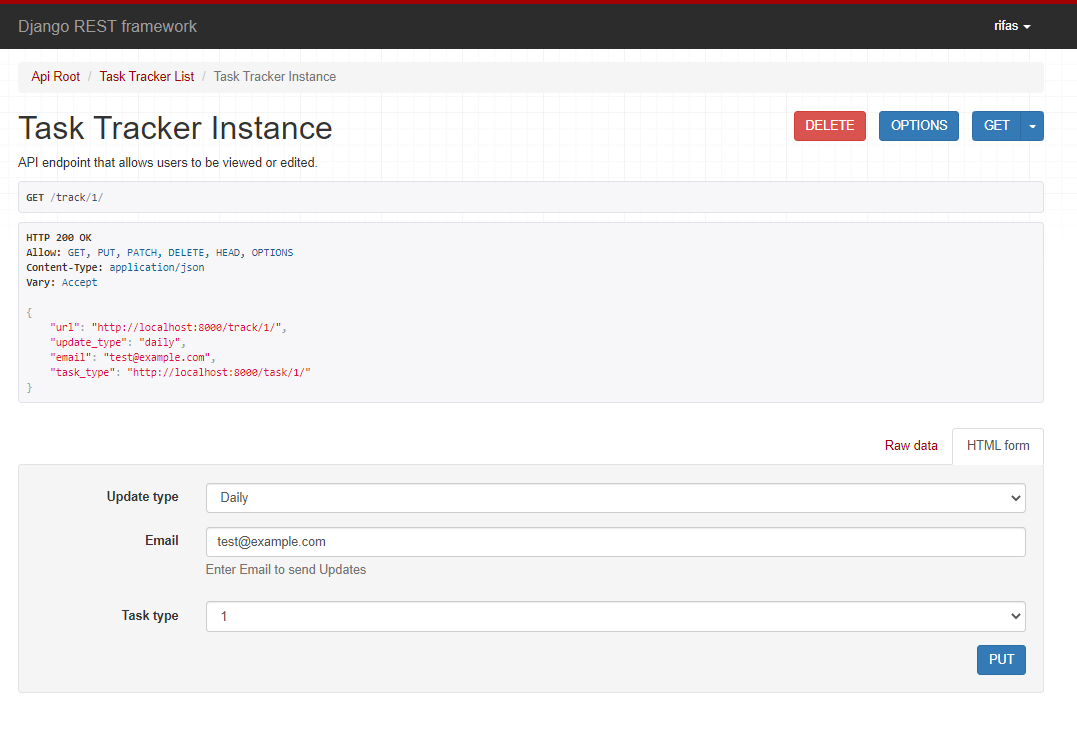 Django REST framework
rifas
Api Root / Task Tracker List / Task Tracker Instance
Task Tracker Instance
DELETE
OPTIONS
GET
API endpoint that allows users to be viewed or edited.
GET /track/1/
HTTP 200 OK
Allow: GET, PUT, PATCH, DELETE, HEAD, OPTIONS
Content-Type: application/json
Vary: Accept
{
    "url": "http://localhost:8000/track/1/",
    "update_type": "daily",
    "email": "test@example.com",
    "task_type": "http://localhost:8000/task/1/"
}
Raw data
HTML form
Update type
Daily
Email
test@example.com
Enter Email to send Updates
Task type
1
PUT